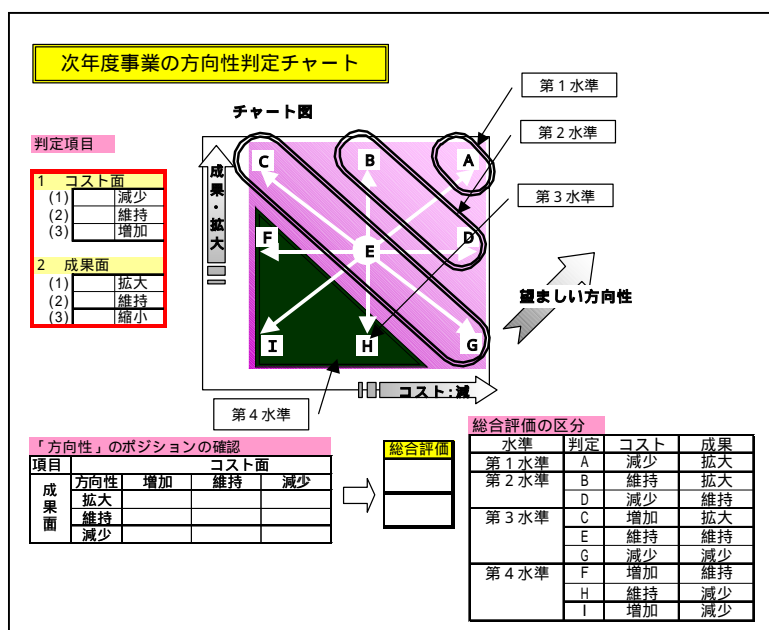 次年度事業の方向性判定チャート
チャート図
第1水準
第2水準
第3水準
第4水準
判定項目
1 コスト面
(1) 減少
(2) 維持
(3) 増加
2 成果面
(1) 拡大
(2) 維持
(3) 縮小
成果・拡大
C B A
F E D
I H G
コスト:減
望ましい方向性
「方向性」のポジションの確認
項目 コスト面
成果面 方向性 増加 維持 減少
拡大
維持
減少
総合評価
総合評価の区分
水準 判定 コスト 成果
第1水準 A 減少 拡大
第2水準 B 維持 拡大
D 減少 維持
第3水準 C 増加 拡大
E 維持 維持
G 減少 減少
第4水準 F 増加 維持
H 維持 減少
I 増加 減少